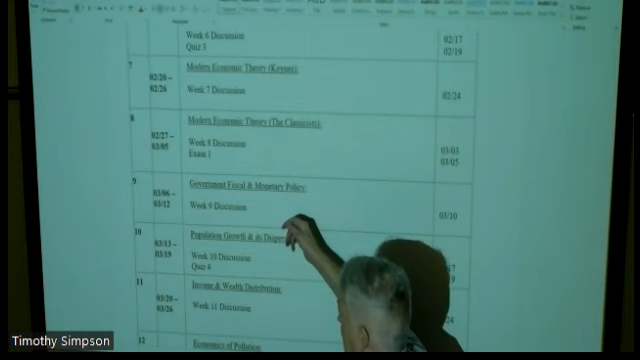 Week 6 Discussion
Quiz 3
02/17
02/19
7
02/20 –
02/26
Modern Economic Theory (Keynes):
Week 7 Discussion
02/24
8
02/27 –
03/05
Modern Economic Theory (The Classicists):
Week 8 Discussion
Exam 1
03/03
03/05
9
03/06 –
03/12
Government Fiscal & Monetary Policy:
Week 9 Discussion
03/10
10
03/13 –
03/19
Population Growth & its
Week 10 Discussion
Quiz 4
11
03/20 –
03/26
Income & Wealth Distribution:
Week 11 Discussion
12
Economics of Pollution:
Timothy Simpson